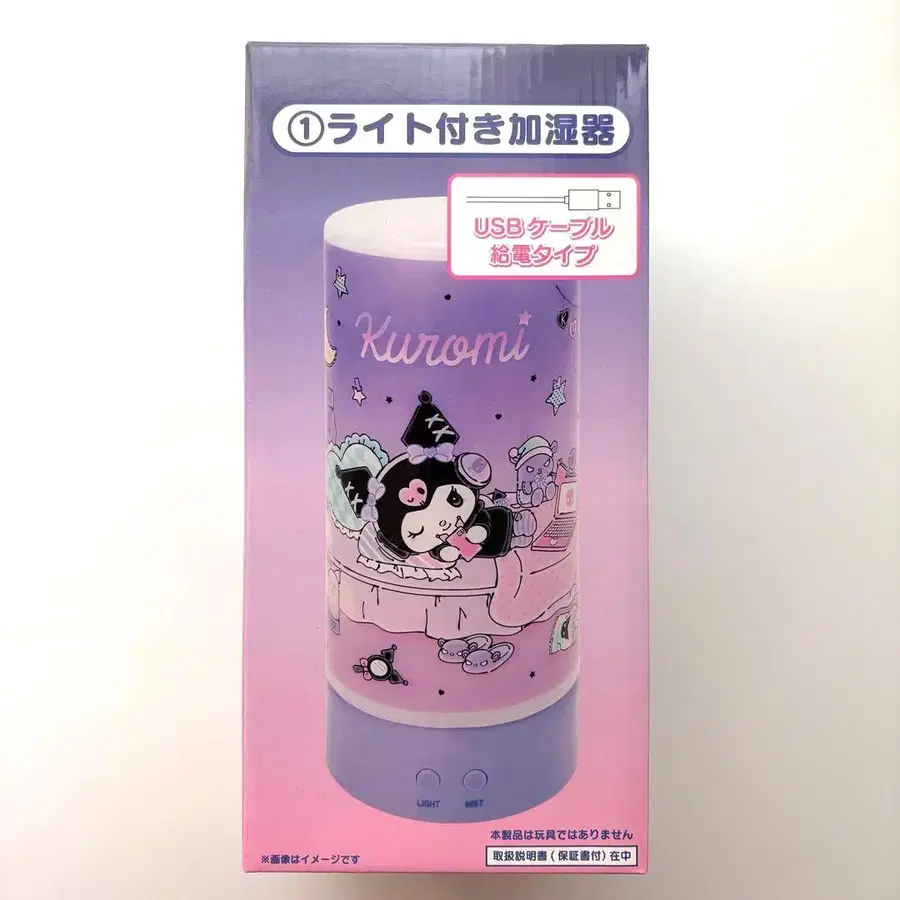 ①ライト付き加湿器
USBケーブル
給電タイプ
Kuromi
LIGHT MIST
本製品は玩具ではありません
※画像はイメージです
取扱説明書(保証書付)在中